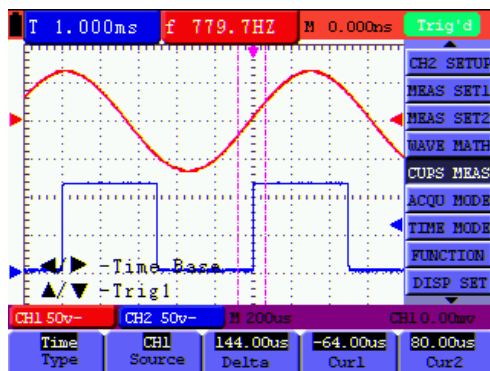 T 1.000ms f 779.7HZ M 0.000ns Trig'd
CH2 SETUP
MEAS SET1
MEAS SET2
WAVE MATH
CUPS MEAS
ACQU MODE
TIME MODE
FUNCTION
DISP SET
◀/▶ -Time Base
▲/▼ -Trig1
CH1 50v- CH2 50v- M 200us CH1 0.00mv
Time CH1 144.00us -64.00us 80.00us
Type Source Delta Cur1 Cur2